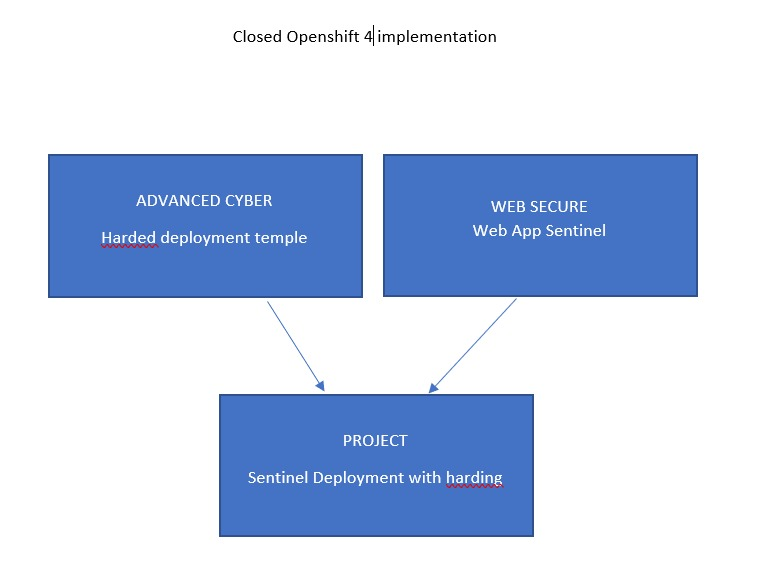 Closed Openshift 4 implementation
ADVANCED CYBER
Harded deployment temple
WEB SECURE
Web App Sentinel
PROJECT
Sentinel Deployment with harding